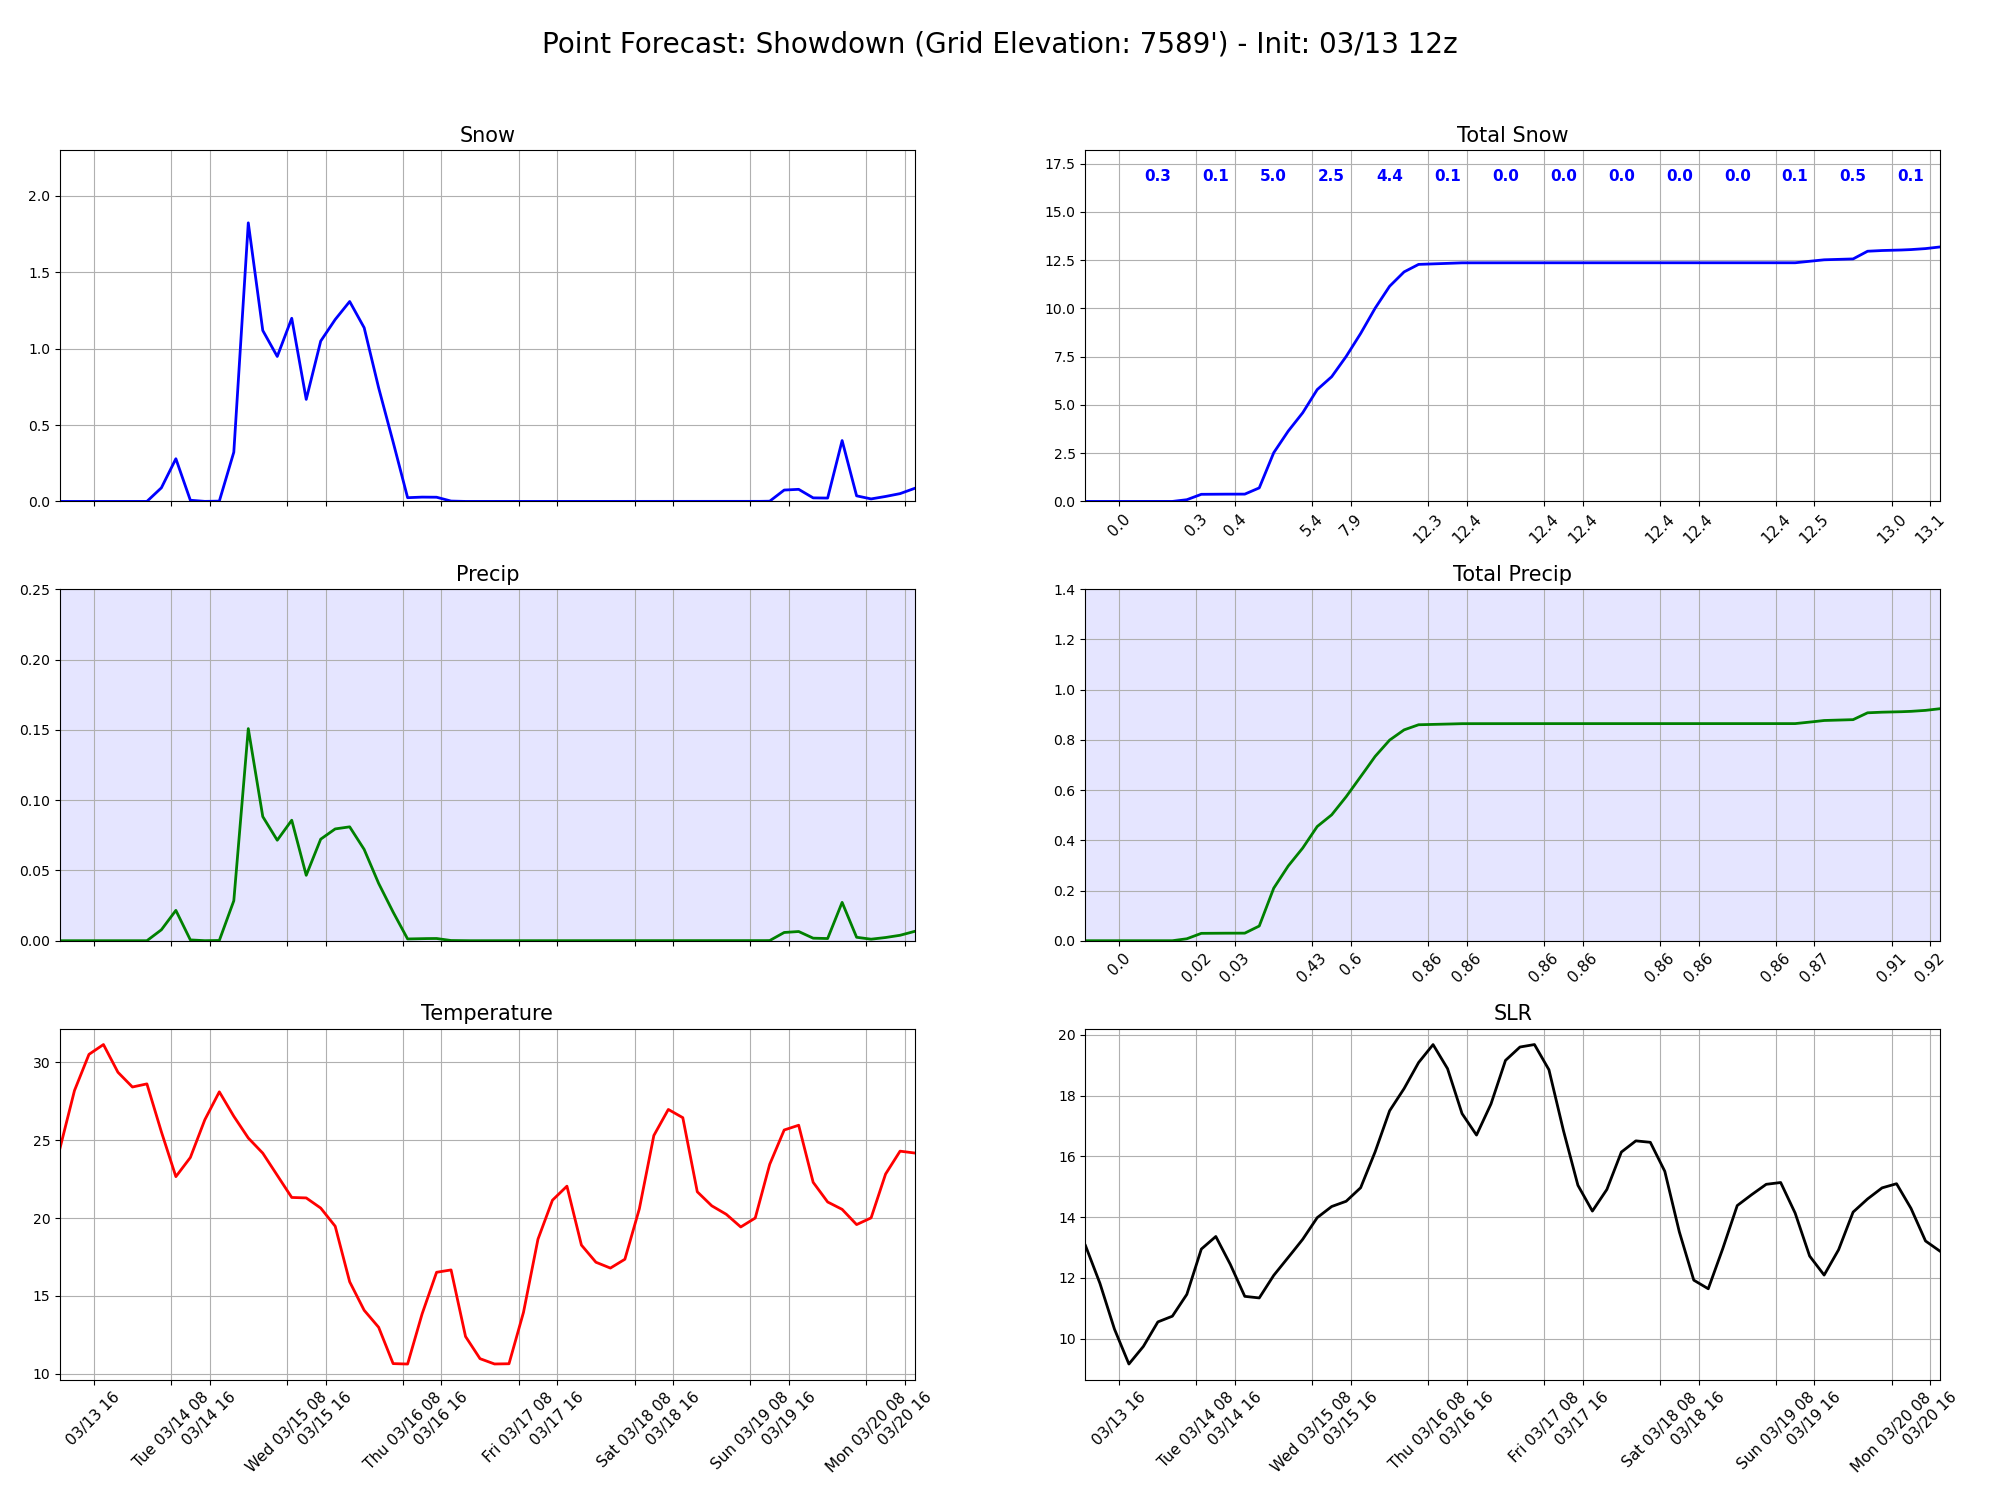 Point Forecast: Showdown (Grid Elevation: 7589') - Init: 03/13 12z
Snow
2.0
1.5
1.0
0.5
0.0
Total Snow
17.5
15.0
12.5
10.0
7.5
5.0
2.5
0.0
0.3 0.1 5.0 2.5 4.4 0.1 0.0 0.0 0.0 0.0 0.0 0.1 0.5 0.1
0.0 0.3 0.4 5.4 7.9 12.3 12.4 12.4 12.4 12.4 12.4 12.4 12.5 13.0 13.1
Precip
0.25
0.20
0.15
0.10
0.05
0.00
Total Precip
1.4
1.2
1.0
0.8
0.6
0.4
0.2
0.0
0.0 0.02 0.03 0.43 0.6 0.86 0.86 0.86 0.86 0.86 0.86 0.86 0.87 0.91 0.92
Temperature
30
25
20
15
10
03/13 16
Tue 03/14 08
03/14 16
Wed 03/15 08
03/15 16
Thu 03/16 08
03/16 16
Fri 03/17 08
03/17 16
Sat 03/18 08
03/18 16
Sun 03/19 08
03/19 16
Mon 03/20 08
03/20 16
SLR
20
18
16
14
12
10
03/13 16
Tue 03/14 08
03/14 16
Wed 03/15 08
03/15 16
Thu 03/16 08
03/16 16
Fri 03/17 08
03/17 16
Sat 03/18 08
03/18 16
Sun 03/19 08
03/19 16
Mon 03/20 08
03/20 16